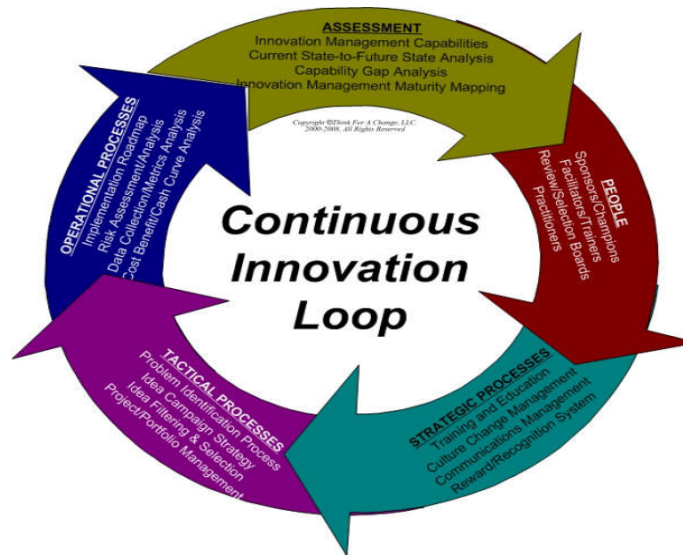 ASSESSMENT
Innovation Management Capabilities
Current State-to-Future State Analysis
Capability Gap Analysis
Innovation Management Maturity Mapping
Copyright ©Think For A Change, LLC.
2000-2008, All Rights Reserved
PEOPLE
Sponsors/Champions
Facilitators/Trainers
Review/Selection Boards
Practitioners
STRATEGIC PROCESSES
Training and Education
Culture Change Management
Communications Management
Reward/Recognition System
TACTICAL PROCESSES
Problem Identification Process
Idea Campaign Strategy
Idea Filtering & Selection
Project/Portfolio Management
OPERATIONAL PROCESSES
Implementation Roadmap
Risk Assessment/Analysis
Data Collection/Metrics Analysis
Cost Benefit/Cash Curve Analysis
Continuous
Innovation
Loop